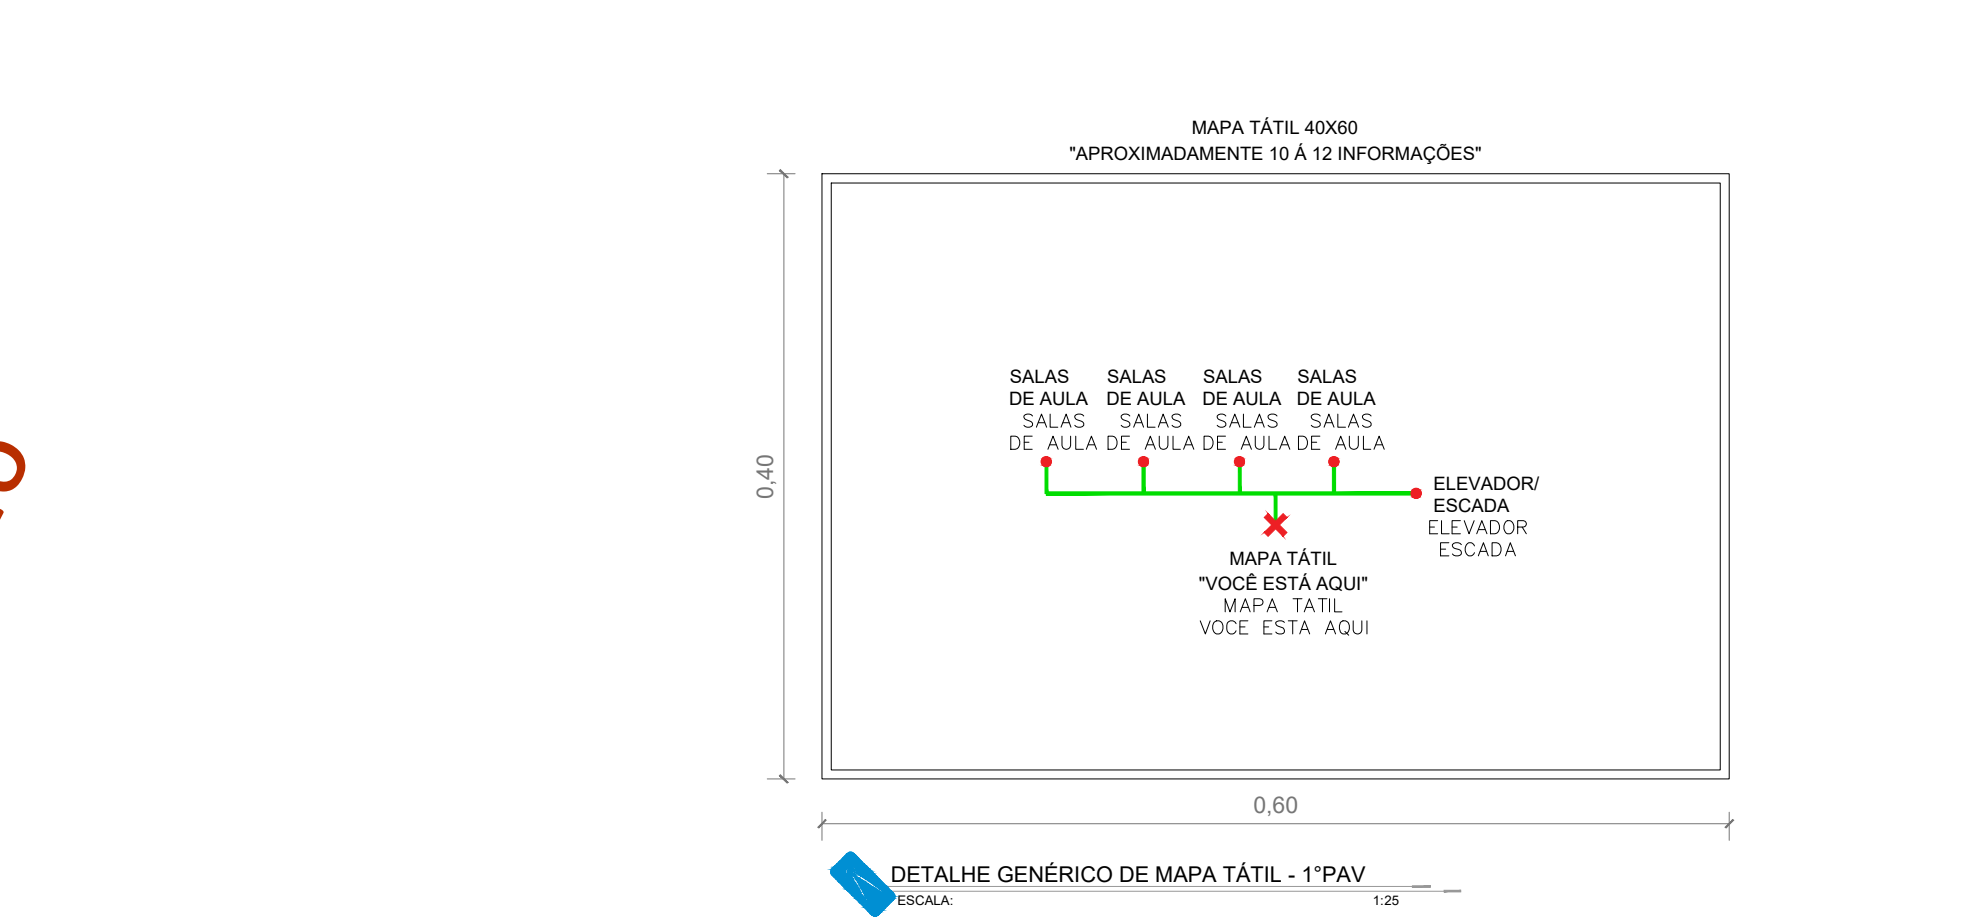 MAPA TÁTIL 40X60
"APROXIMADAMENTE 10 Á 12 INFORMAÇÕES"
SALAS SALAS SALAS SALAS
DE AULA DE AULA DE AULA DE AULA
SALAS SALAS SALAS SALAS
DE AULA DE AULA DE AULA DE AULA
0,40
ELEVADOR/
ESCADA
ELEVADOR
ESCADA
MAPA TÁTIL
"VOCÊ ESTÁ AQUI"
MAPA TATIL
VOCE ESTA AQUI
0,60
DETALHE GENÉRICO DE MAPA TÁTIL - 1°PAV
ESCALA: 1:25